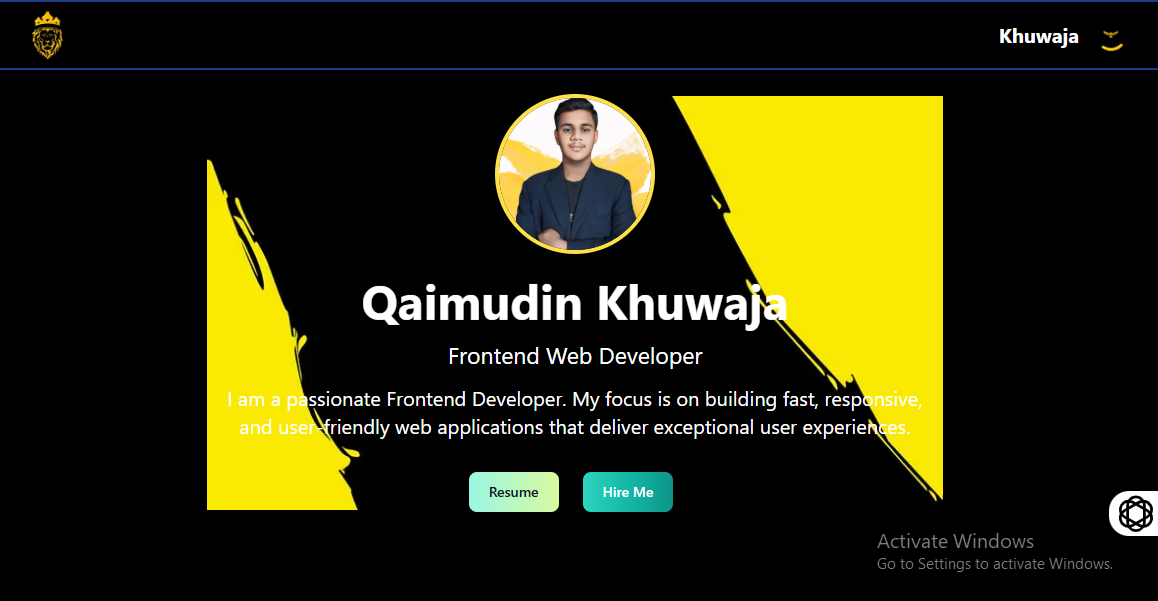 Khuwaja
Qaimudin Khuwaja
Frontend Web Developer
I am a passionate Frontend Developer. My focus is on building fast, responsive,
and user-friendly web applications that deliver exceptional user experiences.
Resume
Hire Me
Activate Windows
Go to Settings to activate Windows.